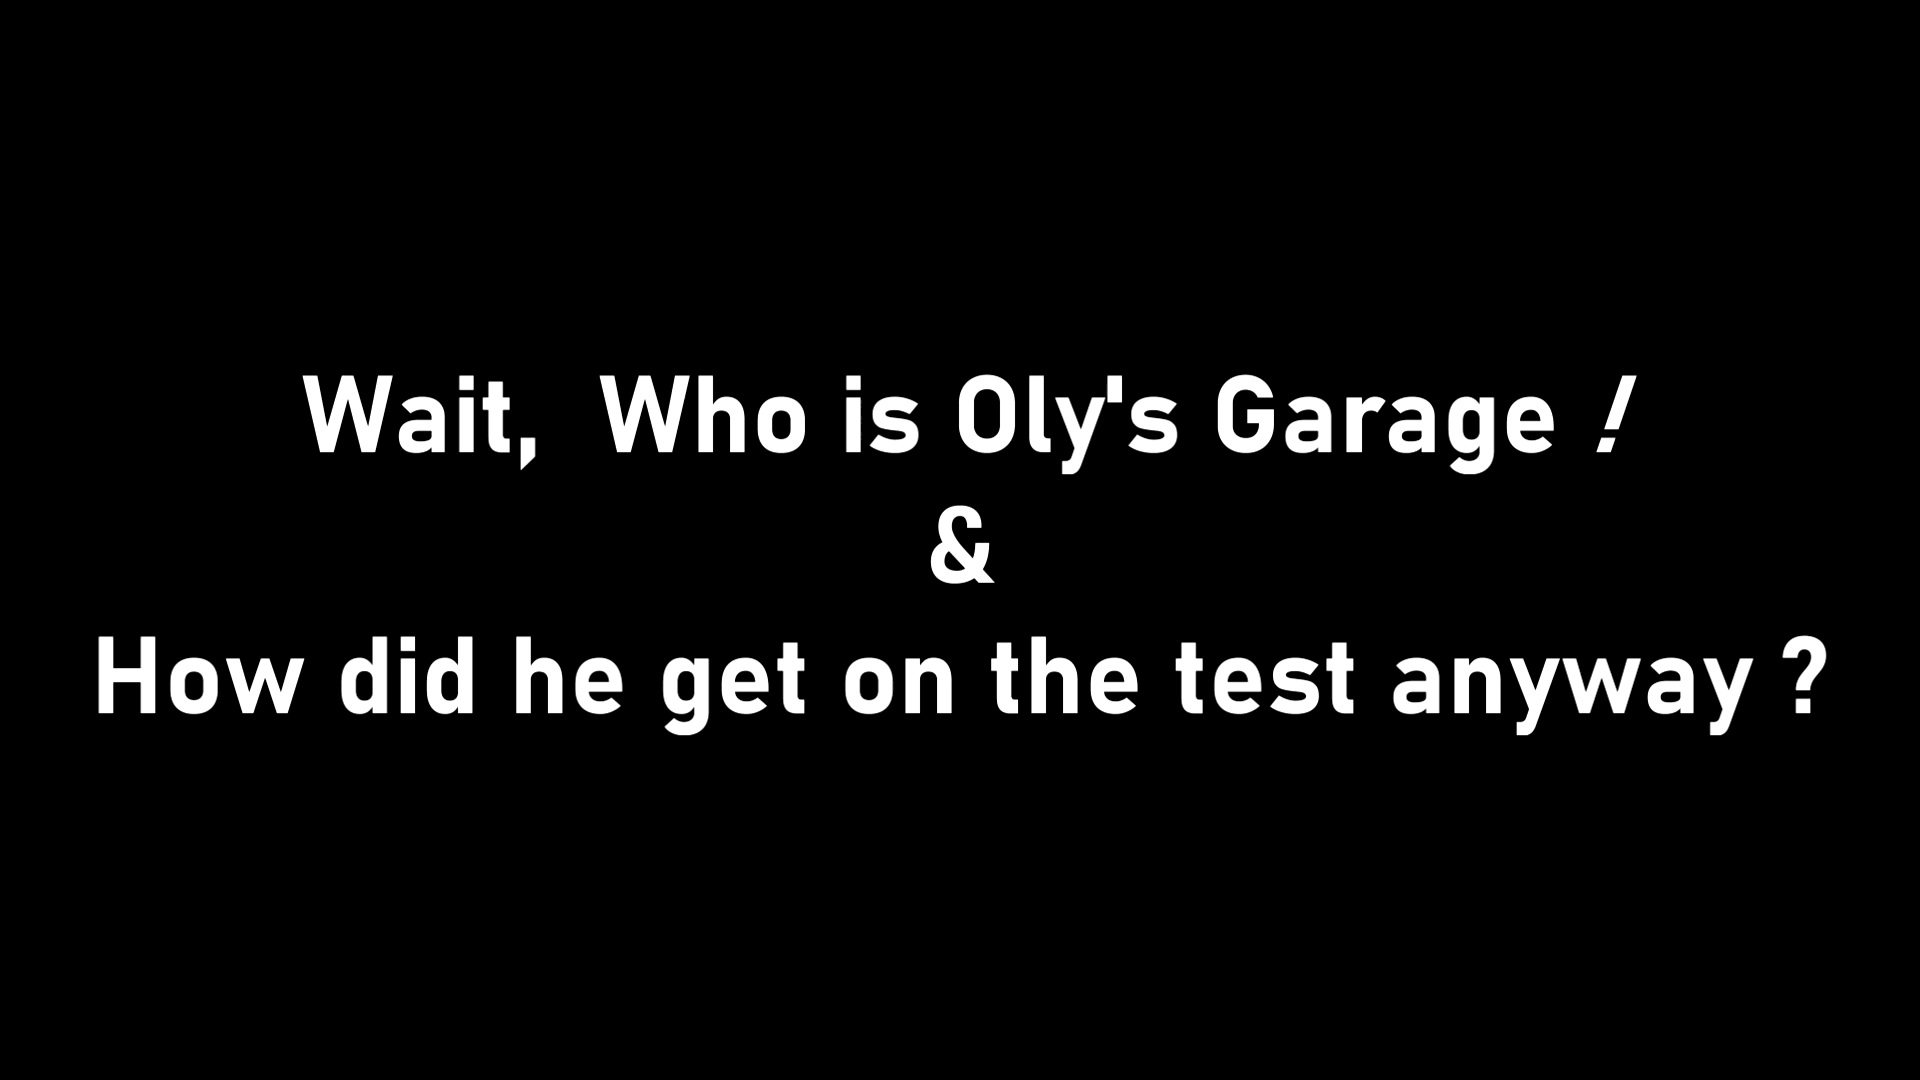 Wait, Who is Oly's Garage !
&
How did he get on the test anyway ?